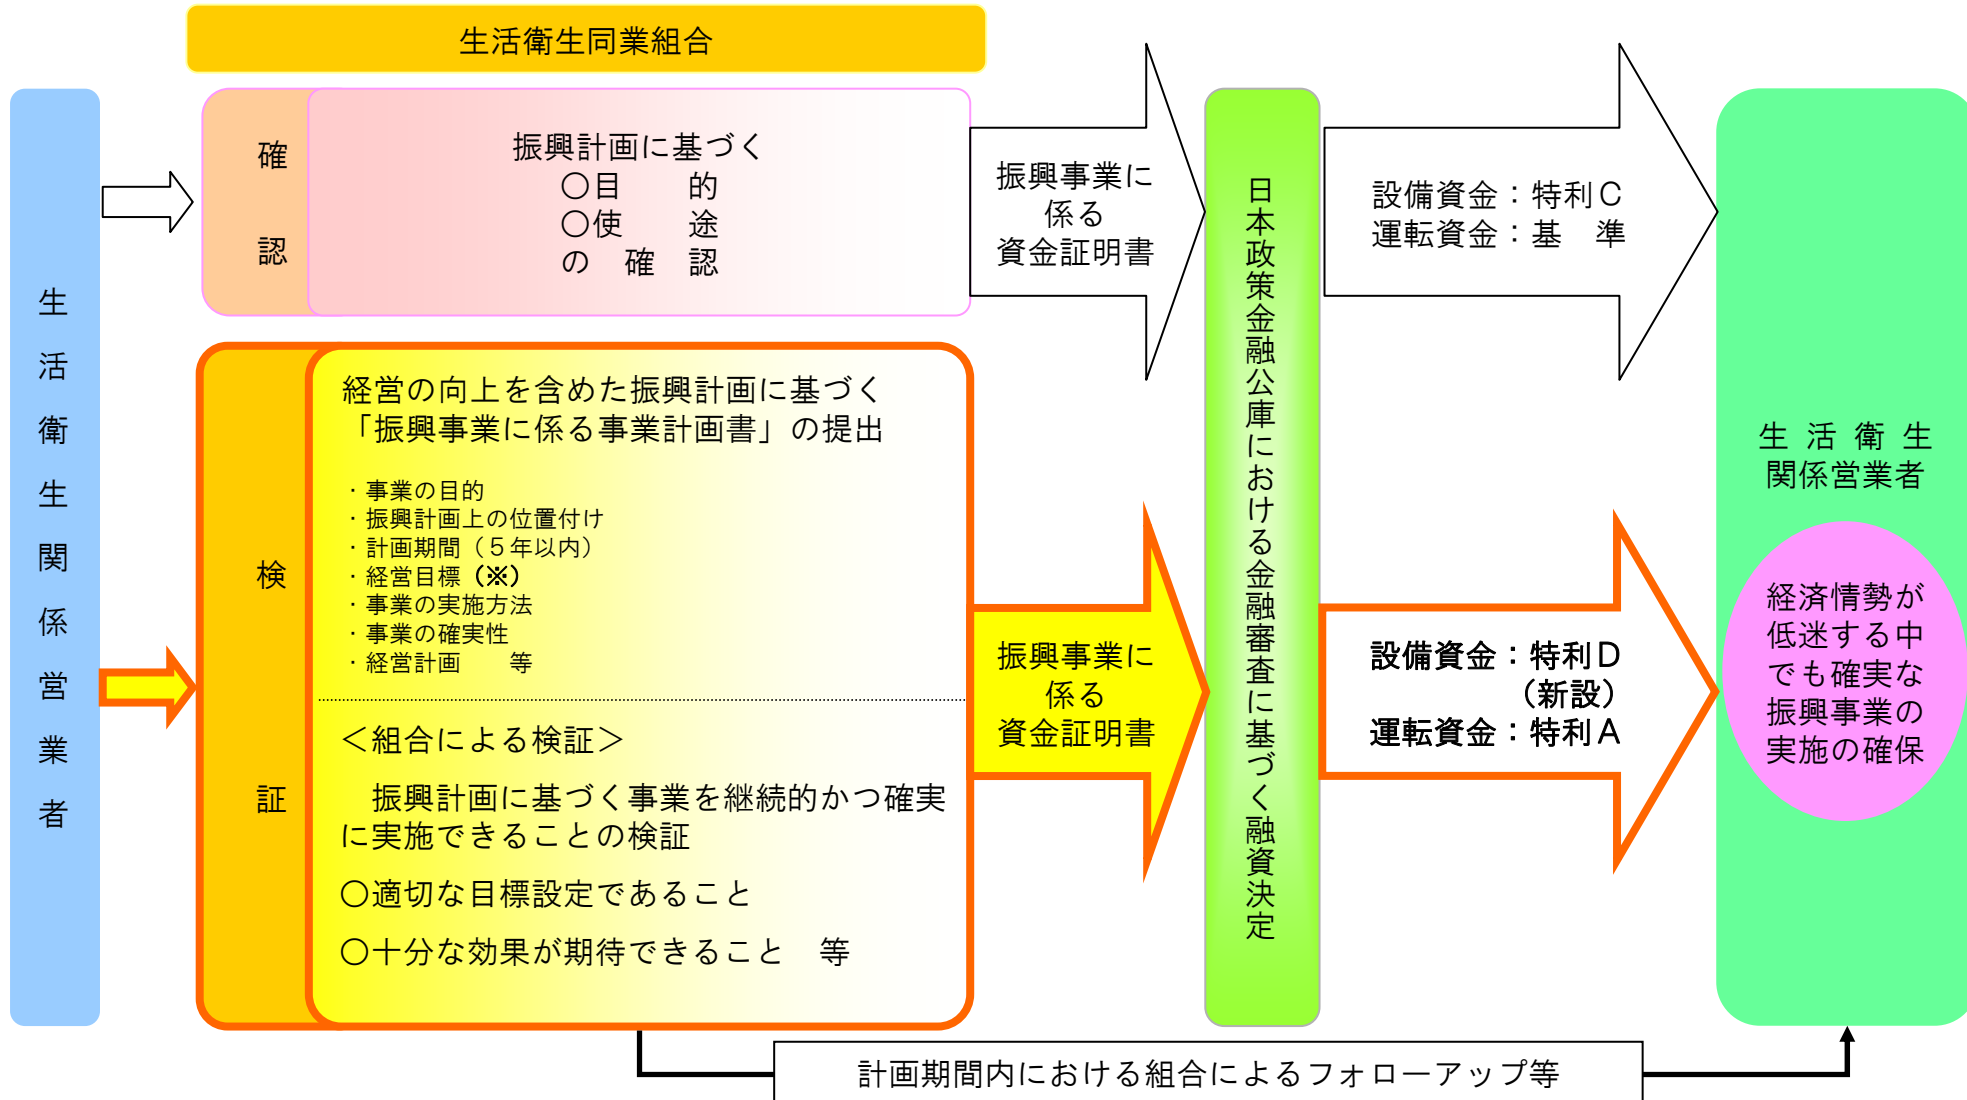 生活衛生同業組合
生活衛生関係営業者
確認
振興計画に基づく
〇目　　的
〇使　　途
の　確　認
振興事業に
係る
資金証明書
日本政策金融公庫における金融審査に基づく融資決定
設備資金：特利Ｃ
運転資金：基　準
検証
経営の向上を含めた振興計画に基づく
「振興事業に係る事業計画書」の提出
・事業の目的
・振興計画上の位置付け
・計画期間（５年以内）
・経営目標（※）
・事業の実施方法
・事業の確実性
・経営計画　　等
＜組合による検証＞
　振興計画に基づく事業を継続的かつ確実
に実施できることの検証
〇適切な目標設定であること
〇十分な効果が期待できること　等
振興事業に
係る
資金証明書
設備資金：特利Ｄ
（新設）
運転資金：特利Ａ
生 活 衛 生
関係営業者
経済情勢が
低迷する中
でも確実な
振興事業の
実施の確保
計画期間内における組合によるフォローアップ等